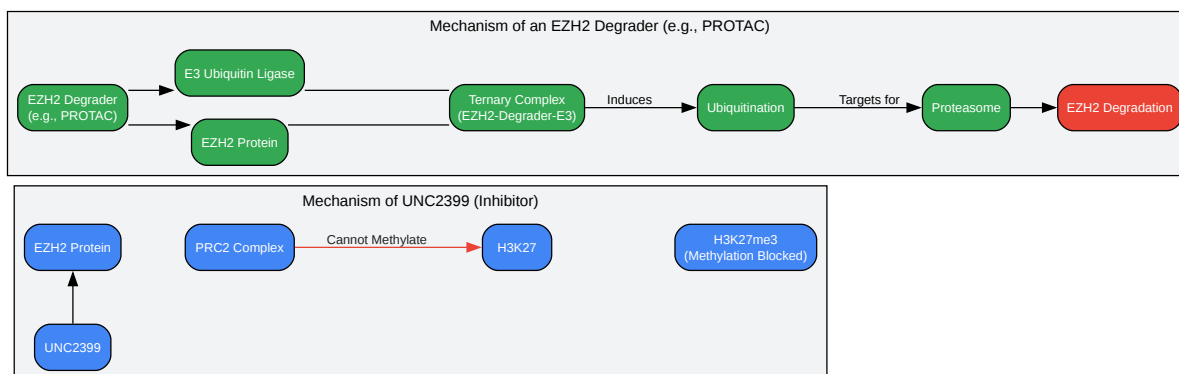 Mechanism of an EZH2 Degrader (e.g., PROTAC)
EZH2 Degrader
(e.g., PROTAC)
E3 Ubiquitin Ligase
EZH2 Protein
Ternary Complex
(EZH2-Degrader-E3)
Induces
Ubiquitination
Targets for
Proteasome
EZH2 Degradation
Mechanism of UNC2399 (Inhibitor)
EZH2 Protein
PRC2 Complex
Cannot Methylate
H3K27
H3K27me3
(Methylation Blocked)
UNC2399